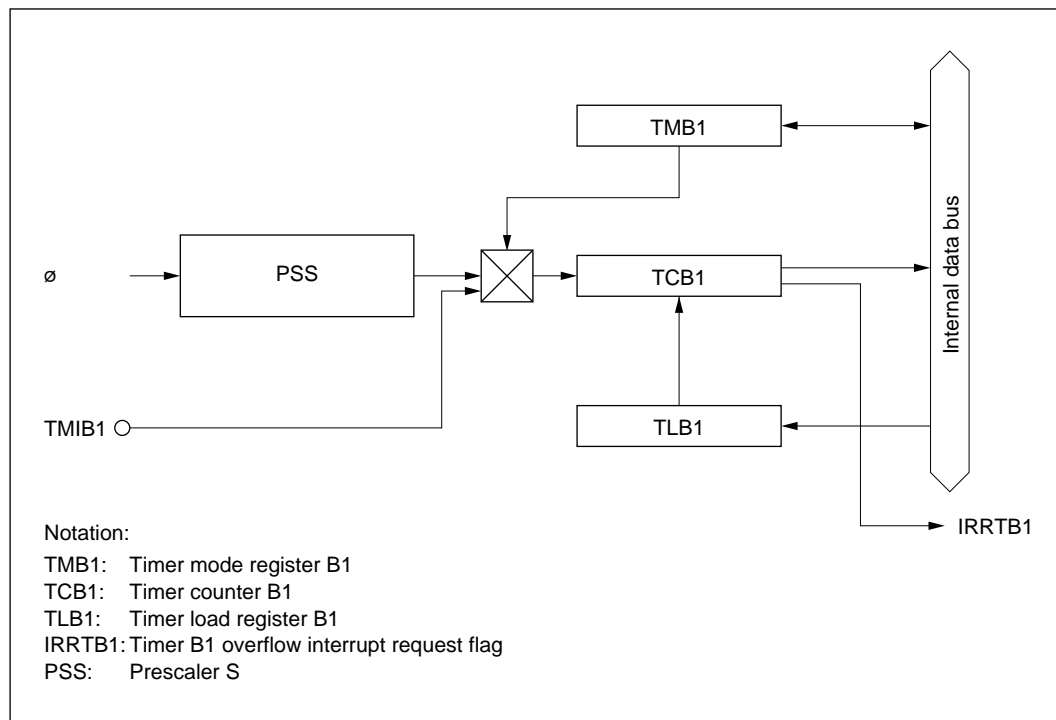 TMB1
ø
PSS
TCB1
Internal data bus
TMIB1
TLB1
IRRTB1
Notation:
TMB1: Timer mode register B1
TCB1: Timer counter B1
TLB1: Timer load register B1
IRRTB1: Timer B1 overflow interrupt request flag
PSS: Prescaler S